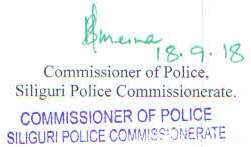 18.9.18
Commissioner of Police,
Siliguri Police Commissionerate.
COMMISSIONER OF POLICE
SILIGURI POLICE COMMISSIONERATE